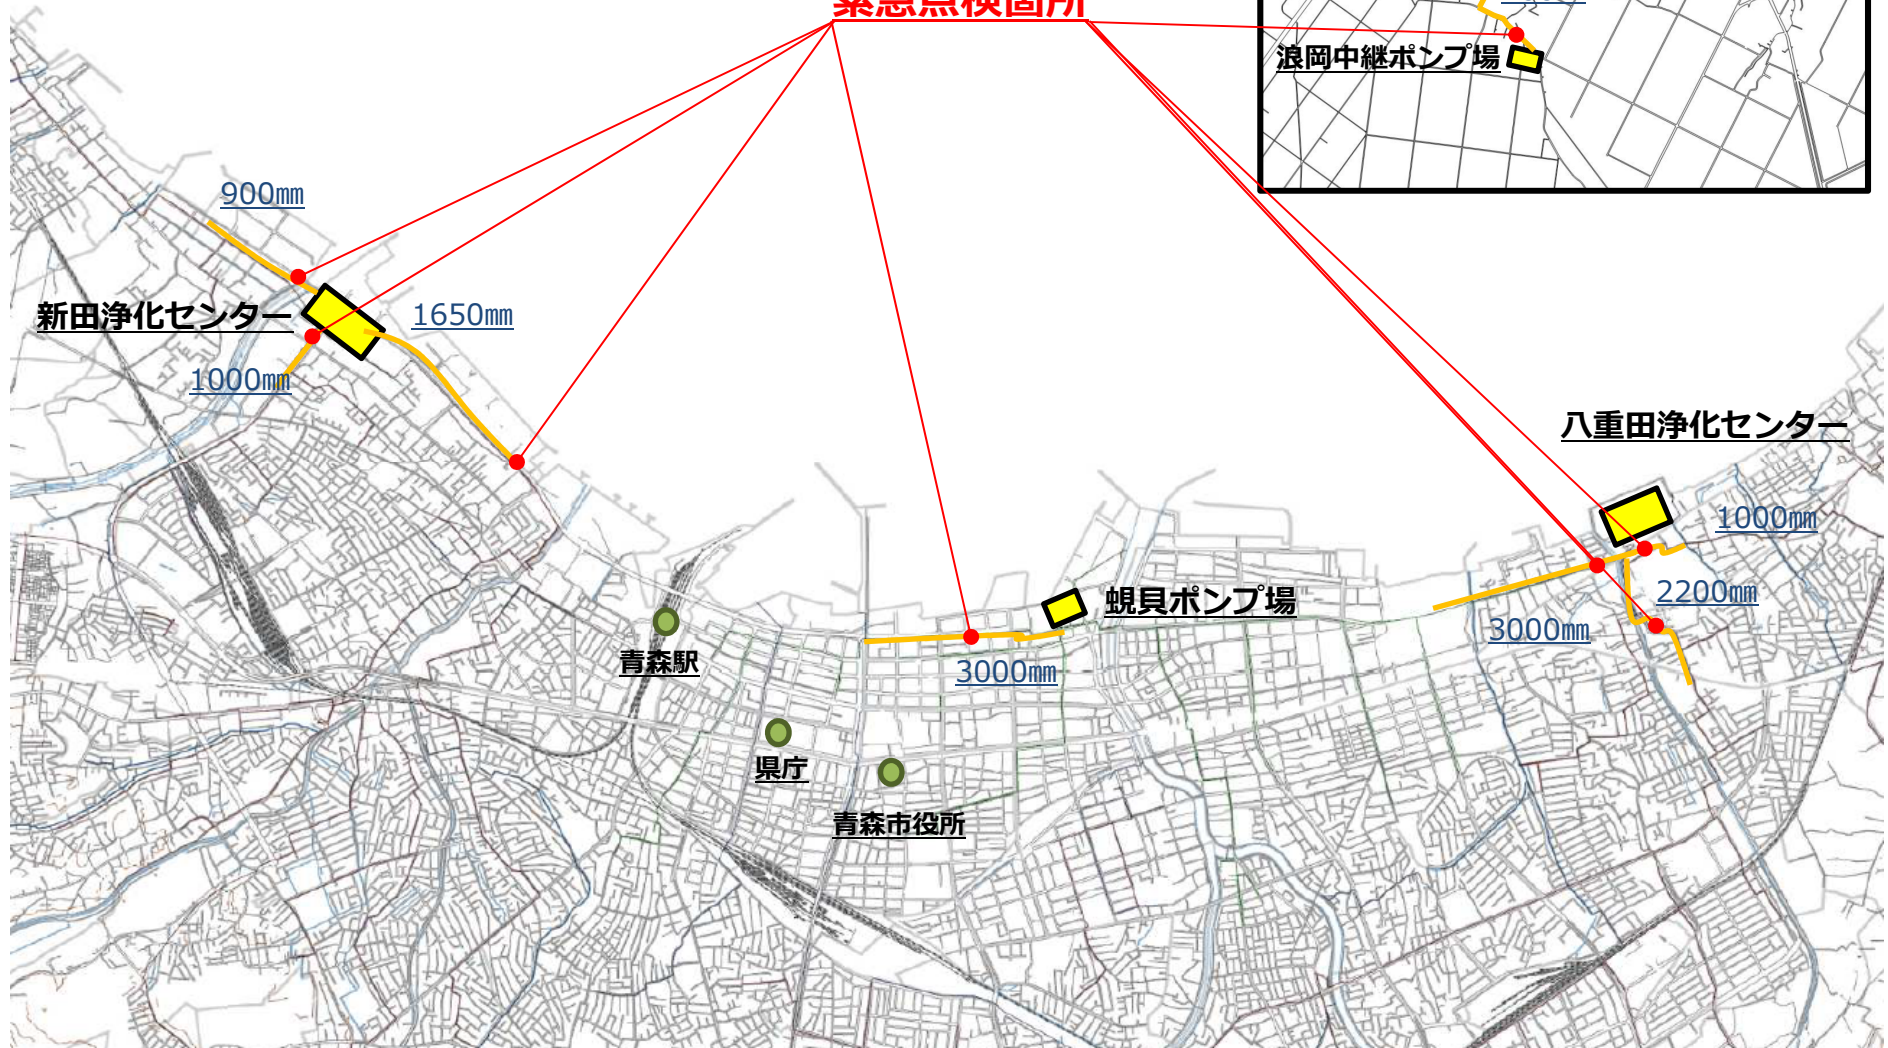 緊急点検箇所
浪岡中継ポンプ場
900㎜
新田浄化センター
1650㎜
1000㎜
八重田浄化センター
1000㎜
2200㎜
3000㎜
蜆貝ポンプ場
青森駅
3000㎜
県庁
青森市役所